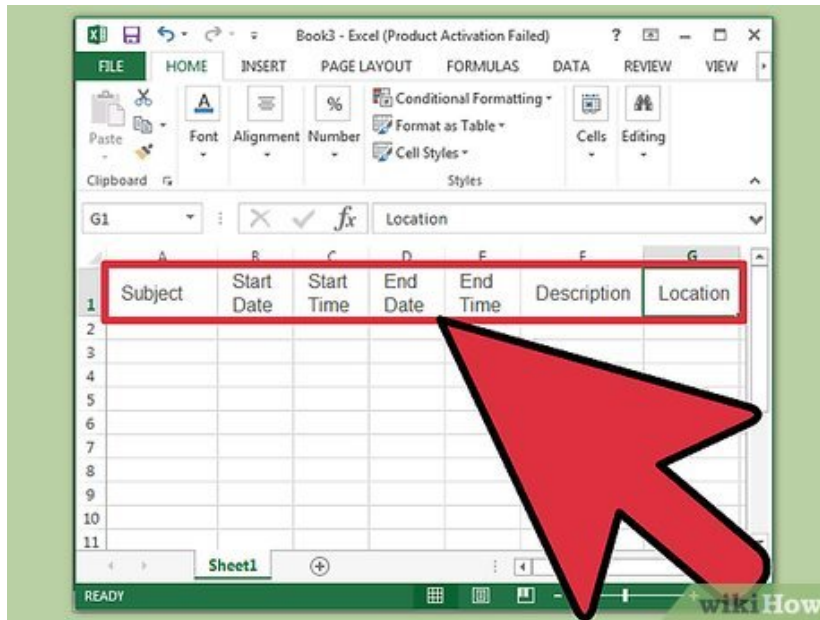 Book3 - Excel (Product Activation Failed) ?
FILE HOME INSERT PAGE LAYOUT FORMULAS DATA REVIEW VIEW
Paste Font Alignment Number Conditional Formatting Cells Editing
Format as Table
Cell Styles
Clipboard Styles
G1 fx Location
A B C D E F G
1 Subject Start Date Start Time End Date End Time Description Location
2
3
4
5
6
7
8
9
10
11
Sheet1
READY
wikiHow